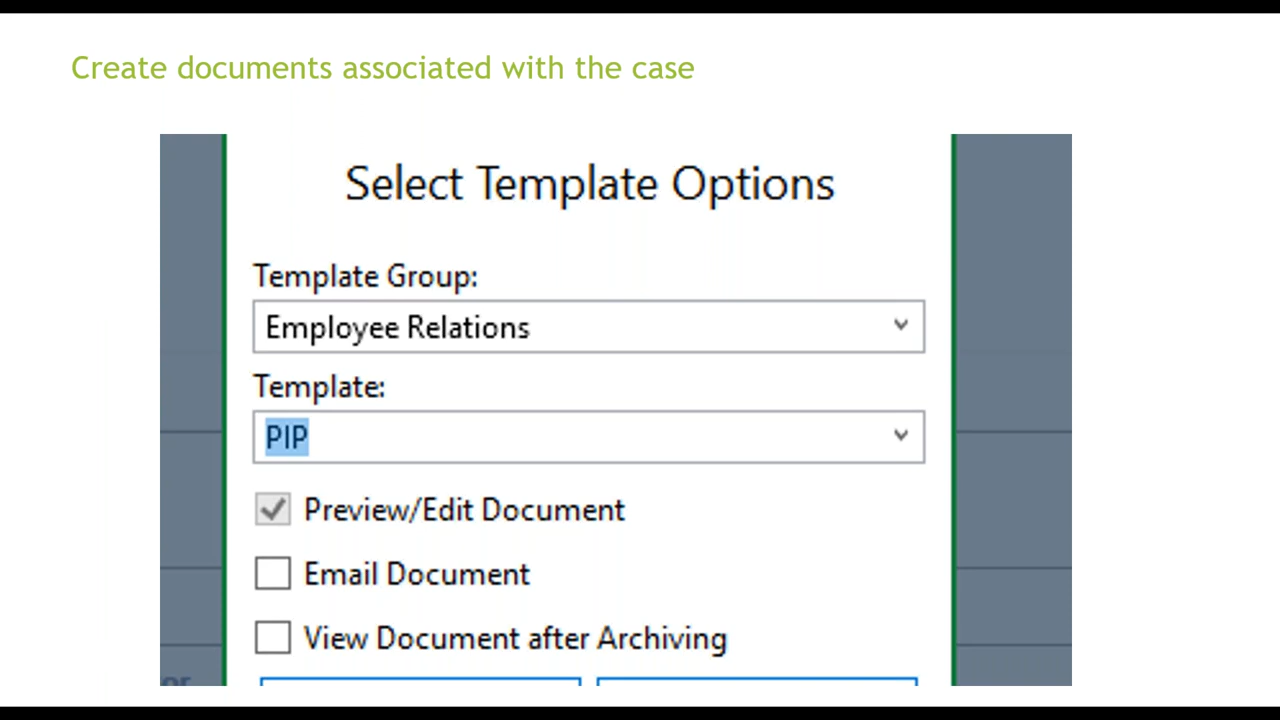 Create documents associated with the case
Select Template Options
Template Group:
Employee Relations
Template:
PIP
Preview/Edit Document
Email Document
View Document after Archiving